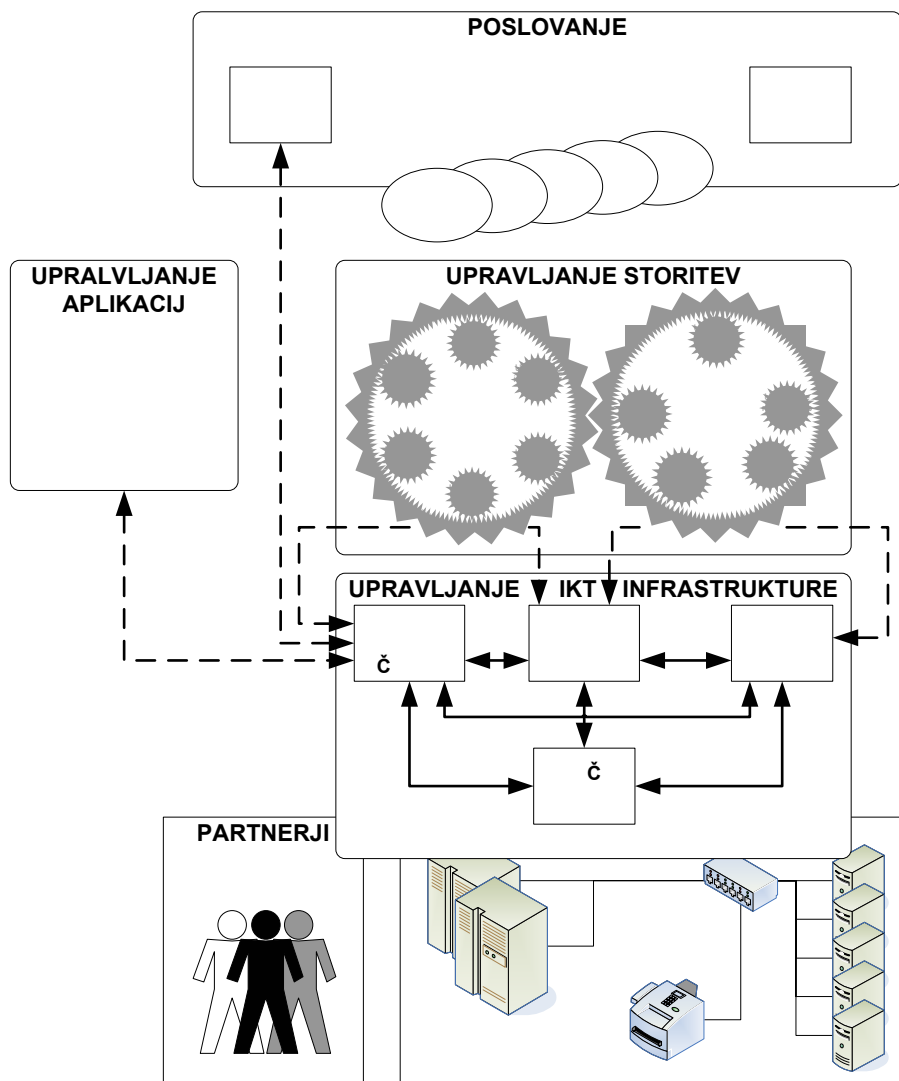 POSLOVANJE
UPRALVLJANJE
APLIKACIJ
UPRAVLJANJE STORITEV
UPRAVLJANJE IKT INFRASTRUKTURE
Č
Č
PARTNERJI